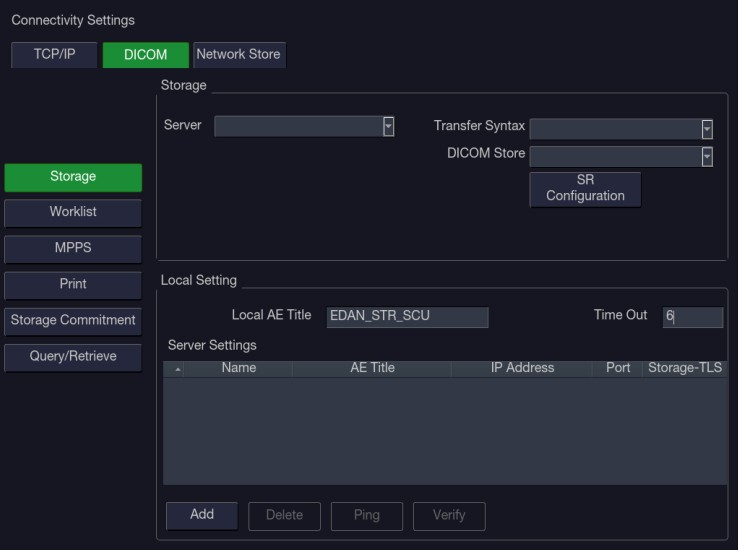 Connectivity Settings
TCP/IP DICOM Network Store
Storage
Server Transfer Syntax
DICOM Store
SR
Configuration
Storage
Worklist
MPPS
Print
Storage Commitment
Query/Retrieve
Local Setting
Local AE Title EDAN_STR_SCU Time Out 6
Server Settings
Name AE Title IP Address Port Storage-TLS
Add Delete Ping Verify